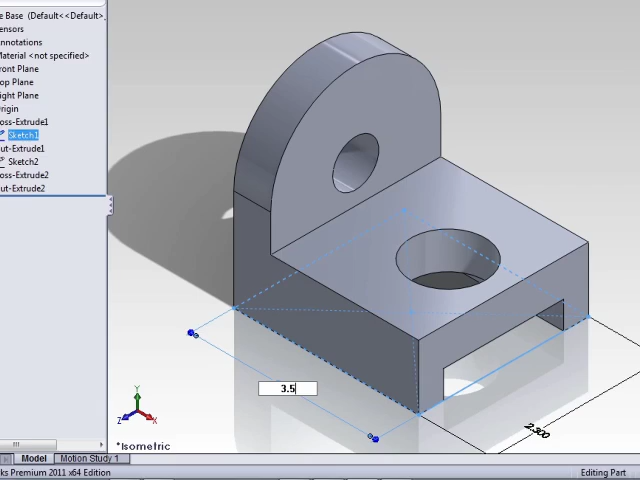 e Base (Default<<Default>_
ensors
nnotations
Material <not specified>
ront Plane
op Plane
ight Plane
rigin
oss-Extrude1
Sketch1
ut-Extrude1
Sketch2
oss-Extrude2
ut-Extrude2
3.5
2.300
Y
Z
X
*Isometric
Model
Motion Study 1
ks Premium 2011 x64 Edition
Editing Part